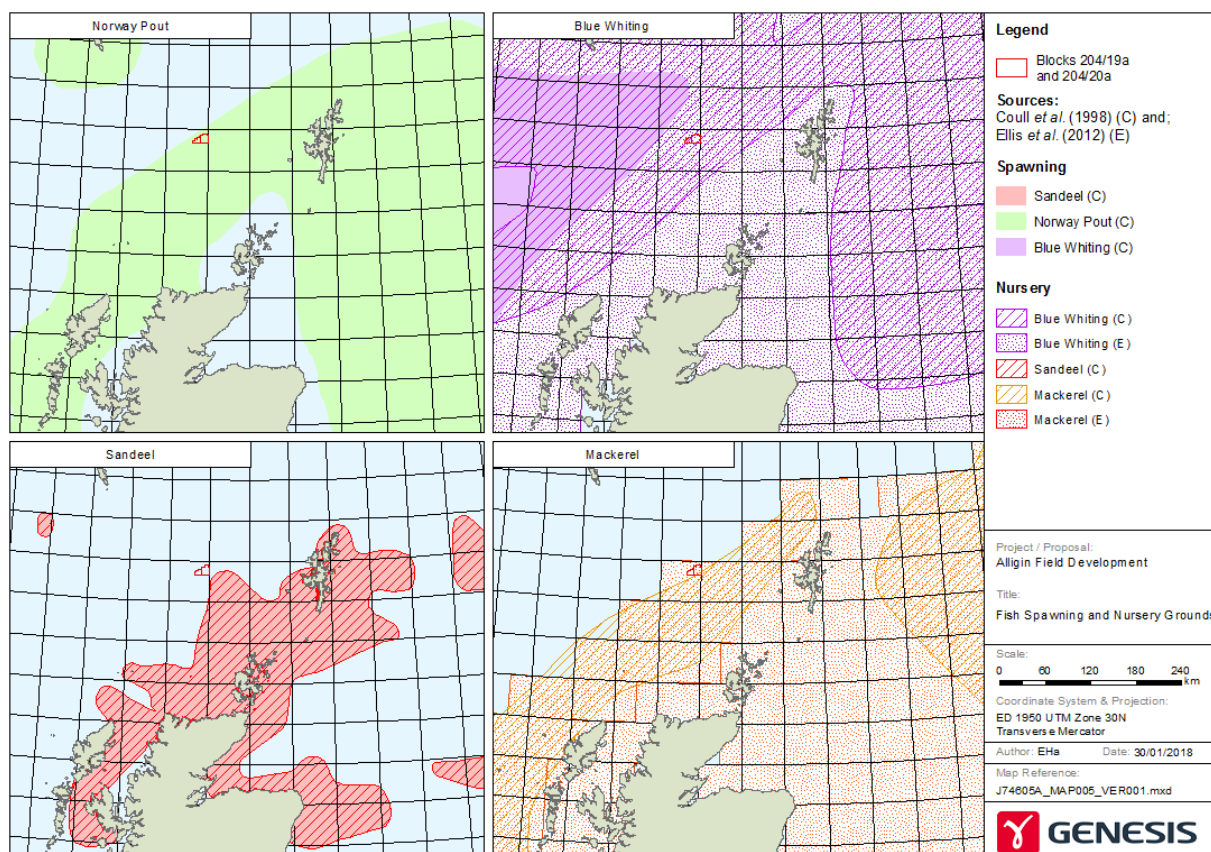 Norway Pout
Blue Whiting
Sandeel
Mackerel
Legend
Blocks 204/19a
and 204/20a
Sources:
Coull et al. (1998) (C) and;
Ellis et al. (2012) (E)
Spawning
Sandeel (C)
Norway Pout (C)
Blue Whiting (C)
Nursery
Blue Whiting (C)
Blue Whiting (E)
Sandeel (C)
Mackerel (C)
Mackerel (E)
Project / Proposal:
Alligin Field Development
Title:
Fish Spawning and Nursery Grounds
Scale:
0 60 120 180 240
km
Coordinate System & Projection:
ED 1950 UTM Zone 30N
Transverse Mercator
Author: EHa Date: 30/01/2018
Map Reference:
J74605A_MAP005_VER001.mxd
GENESIS